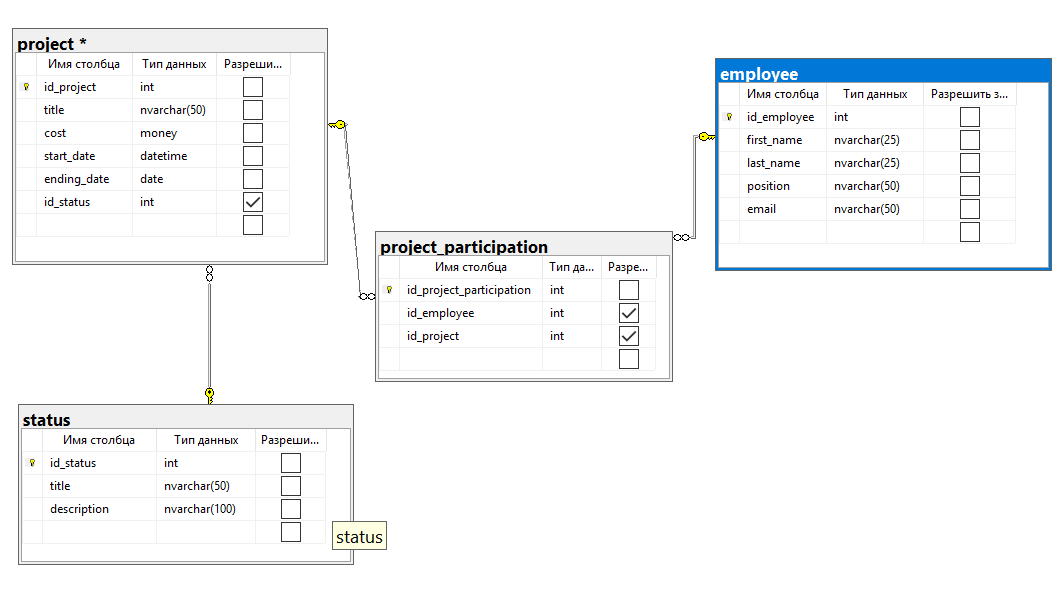 project *
Имя столбца Тип данных Разреши...
id_project int
title nvarchar(50)
cost money
start_date datetime
ending_date date
id_status int
employee
Имя столбца Тип данных Разрешить з...
id_employee int
first_name nvarchar(25)
last_name nvarchar(25)
position nvarchar(50)
email nvarchar(50)
project_participation
Имя столбца Тип да... Разре...
id_project_participation int
id_employee int
id_project int
status
Имя столбца Тип данных Разреши...
id_status int
title nvarchar(50)
description nvarchar(100)
status